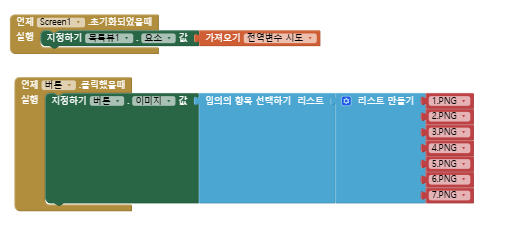 언제 Screen1 .초기화되었을때
실행 지정하기 목록뷰1 . 요소 값 가져오기 전역변수 시도
언제 버튼 .클릭했을때
실행 지정하기 버튼 . 이미지 값 임의의 항목 선택하기 리스트 리스트 만들기 1.PNG
2.PNG
3.PNG
4.PNG
5.PNG
6.PNG
7.PNG